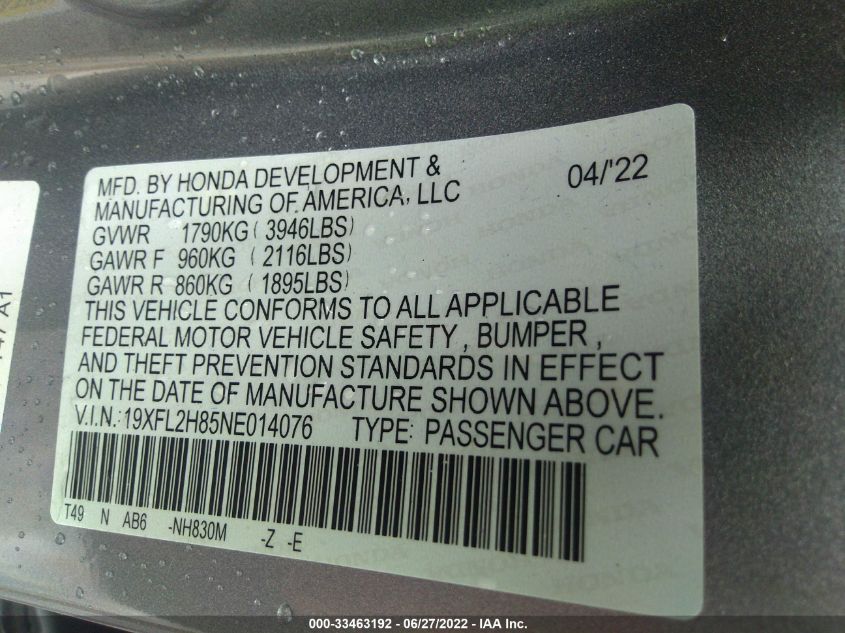 MFD. BY HONDA DEVELOPMENT &
MANUFACTURING OF AMERICA, LLC
04/'22
GVWR 1790KG ( 3946LBS)
GAWR F 960KG ( 2116LBS)
GAWR R 860KG ( 1895LBS)
THIS VEHICLE CONFORMS TO ALL APPLICABLE
FEDERAL MOTOR VEHICLE SAFETY , BUMPER ,
AND THEFT PREVENTION STANDARDS IN EFFECT
ON THE DATE OF MANUFACTURE SHOWN ABOVE.
V.I.N.: 19XFL2H85NE014076 TYPE: PASSENGER CAR
T49 N AB6 -NH830M -Z -E
000-33463192 - 06/27/2022 - IAA Inc.